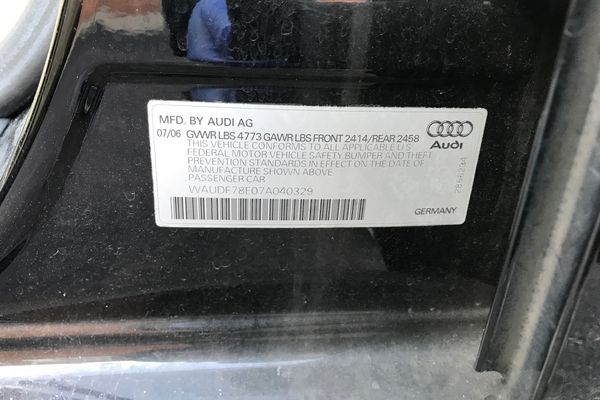 MFD. BY AUDI AG
07/06 GVWR LBS 4773 GAWR LBS FRONT 2414/REAR 2458
THIS VEHICLE CONFORMS TO ALL APPLICABLE U.S.
FEDERAL MOTOR VEHICLE SAFETY BUMPER AND THEFT
PREVENTION STANDARDS IN EFFECT ON THE DATE OF
MANUFACTURE SHOWN ABOVE
PASSENGER CAR
WAUDF78E07A040329
Audi
GERMANY